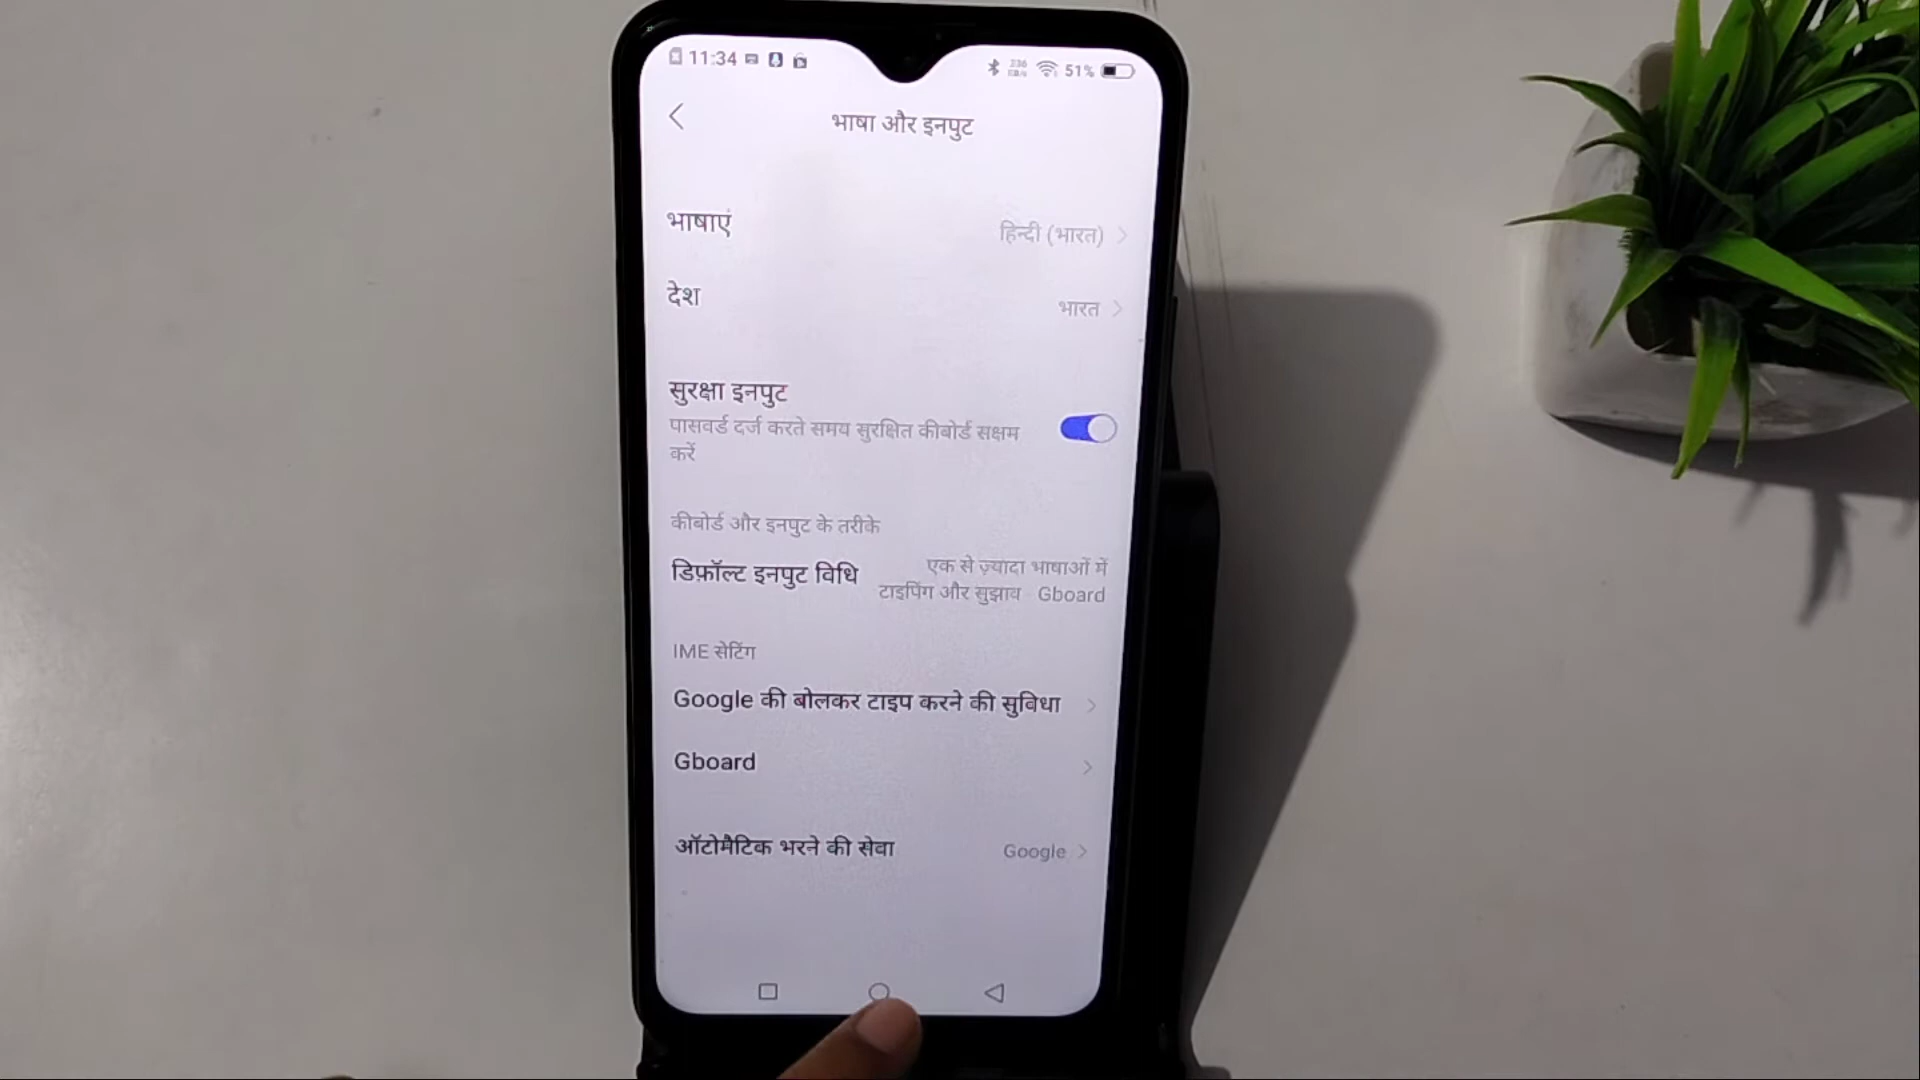 11:34
51%
भाषा और इनपुट
भाषाएं
हिन्दी (भारत)
देश
भारत
सुरक्षा इनपुट
पासवर्ड दर्ज करते समय सुरक्षित कीबोर्ड सक्षम
करें
कीबोर्ड और इनपुट के तरीके
डिफ़ॉल्ट इनपुट विधि
एक से ज़्यादा भाषाओं में
टाइपिंग और सुझाव Gboard
IME सेटिंग
Google की बोलकर टाइप करने की सुविधा
Gboard
ऑटोमैटिक भरने की सेवा
Google